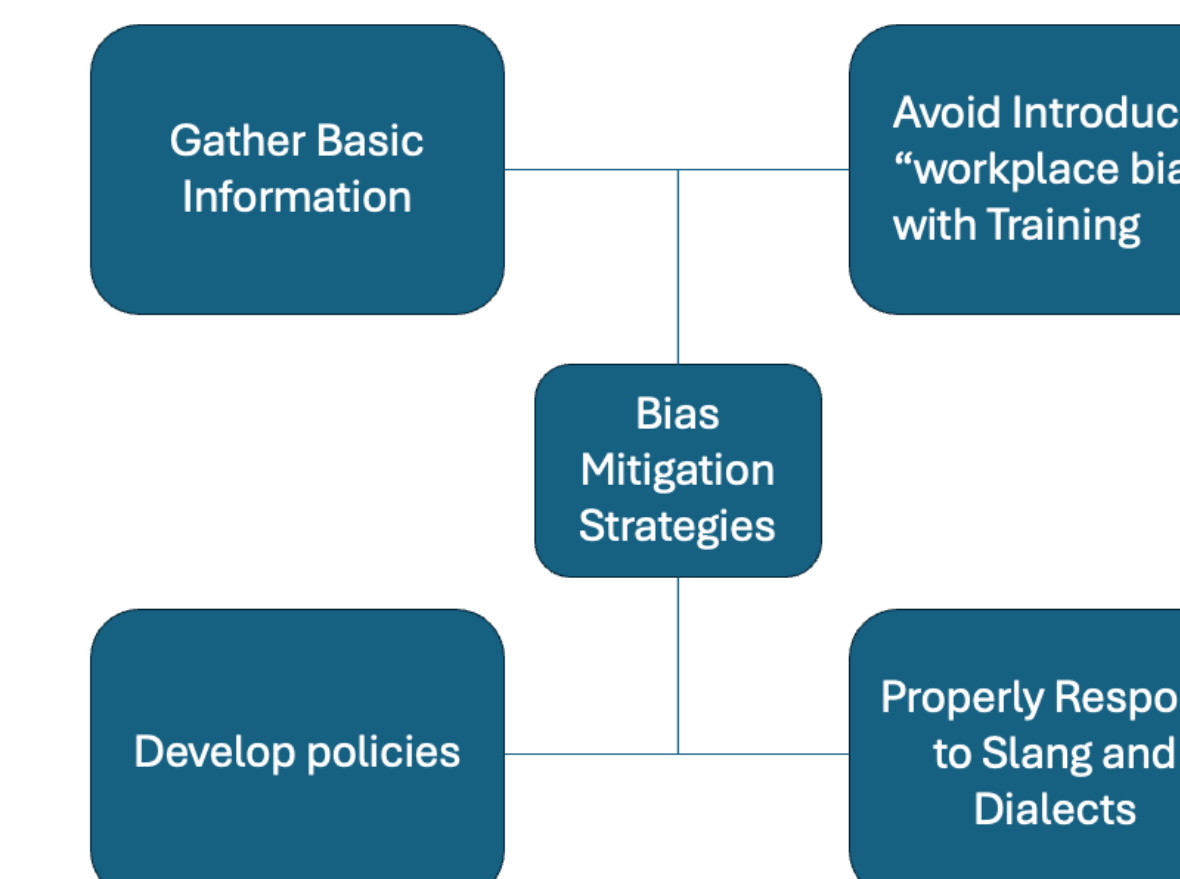 Gather Basic
Information
Avoid
“workplace
with Training
Bias
Mitigation
Strategies
Develop policies
Properly
to Slang and
Dialects